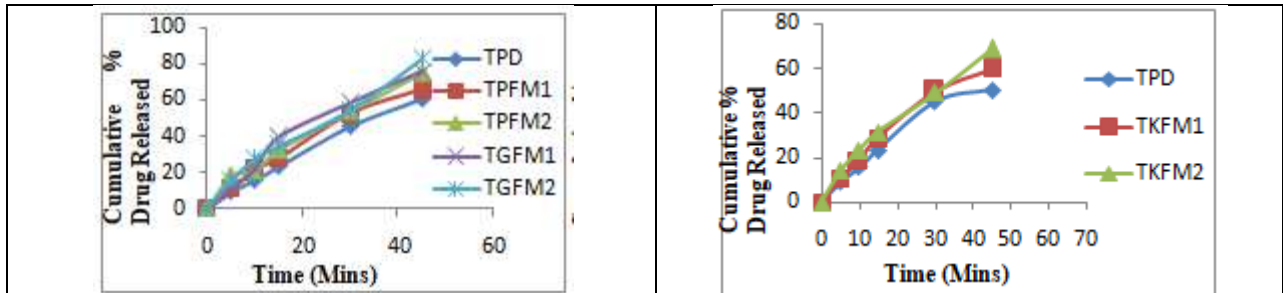 Cumulative %
Drug Released
100
80
60
40
20
0
0 20 40 60
Time (Mins)
TPD
TPFM1
TPFM2
TGFM1
TGFM2
Cumulative %
Drug Released
80
60
40
20
0
0 10 20 30 40 50 60 70
Time (Mins)
TPD
TKFM1
TKFM2